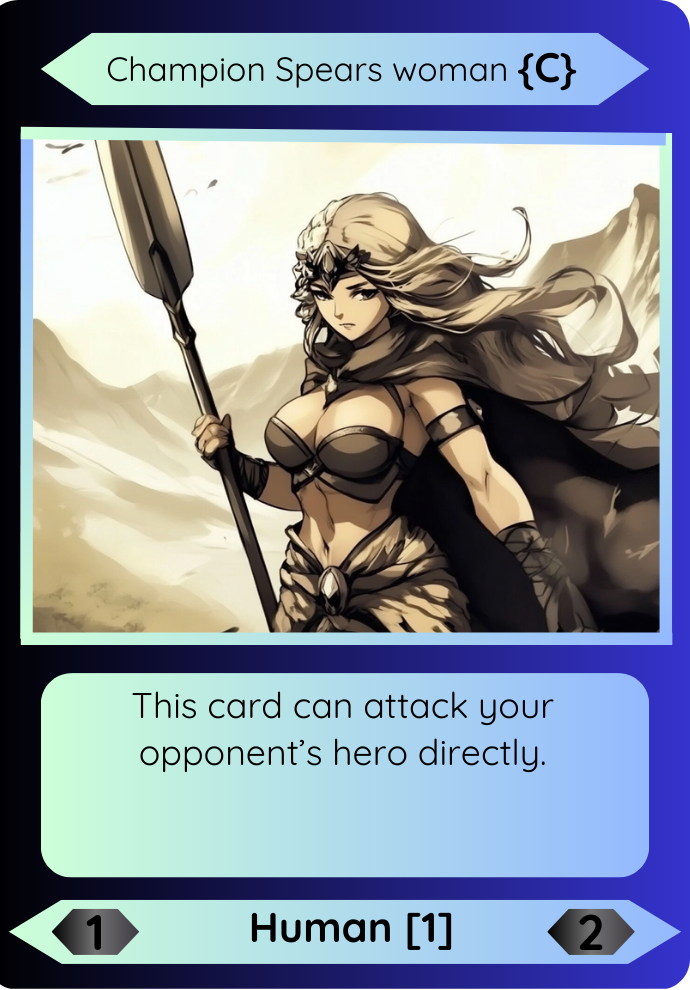 Champion Spears woman {C}
This card can attack your
opponent’s hero directly.
1 Human [1] 2